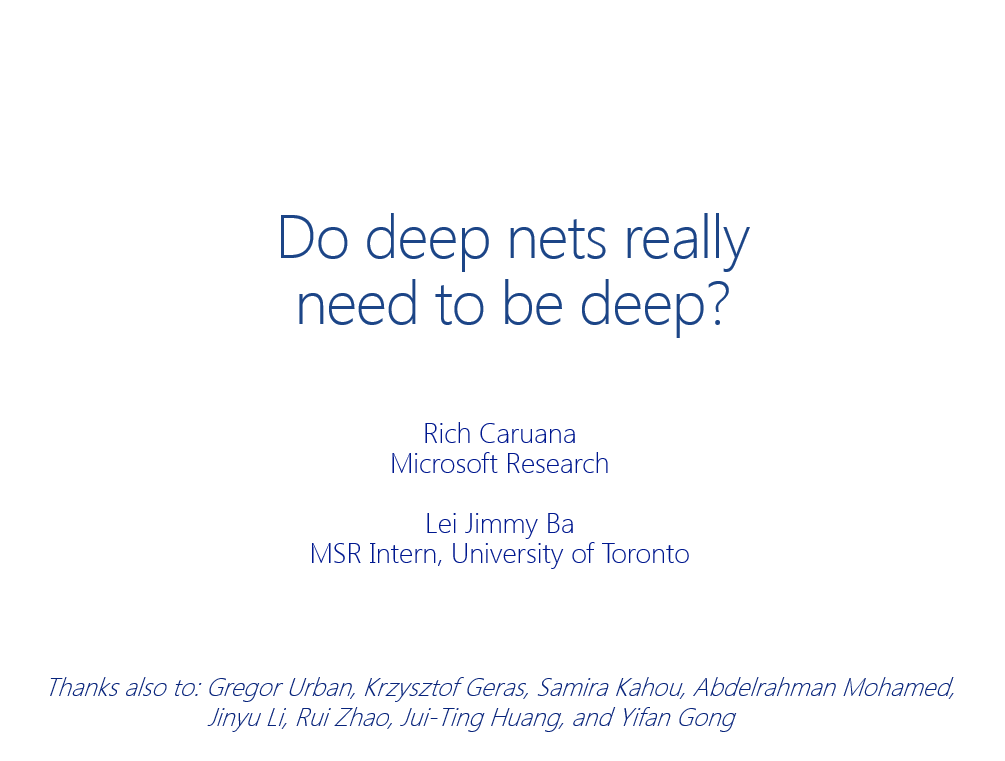 Do deep nets really
need to be deep?
Rich Caruana
Microsoft Research
Lei Jimmy Ba
MSR Intern, University of Toronto
Thanks also to: Gregor Urban, Krzysztof Geras, Samira Kahou, Abdelrahman Mohamed,
Jinyu Li, Rui Zhao, Jui-Ting Huang, and Yifan Gong